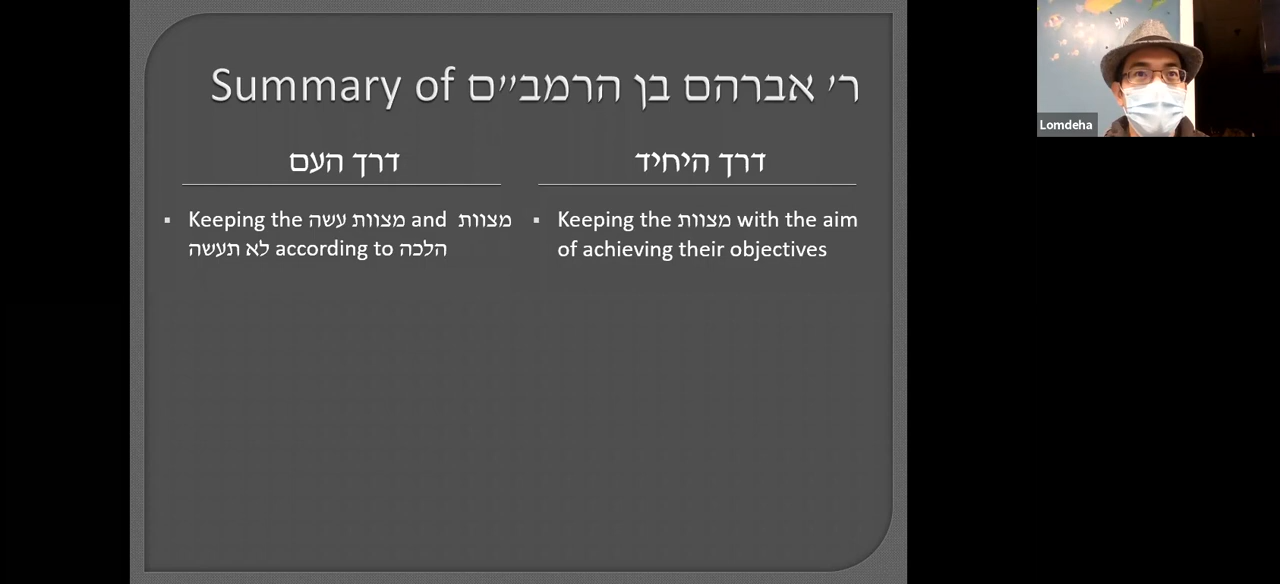 Summary of ר' אברהם בן הרמב"ם
דרך העם
▪ Keeping the מצוות עשה and מצוות
לא תעשה according to הלכה
דרך היחיד
▪ Keeping the מצוות with the aim
of achieving their objectives
Lomdeha